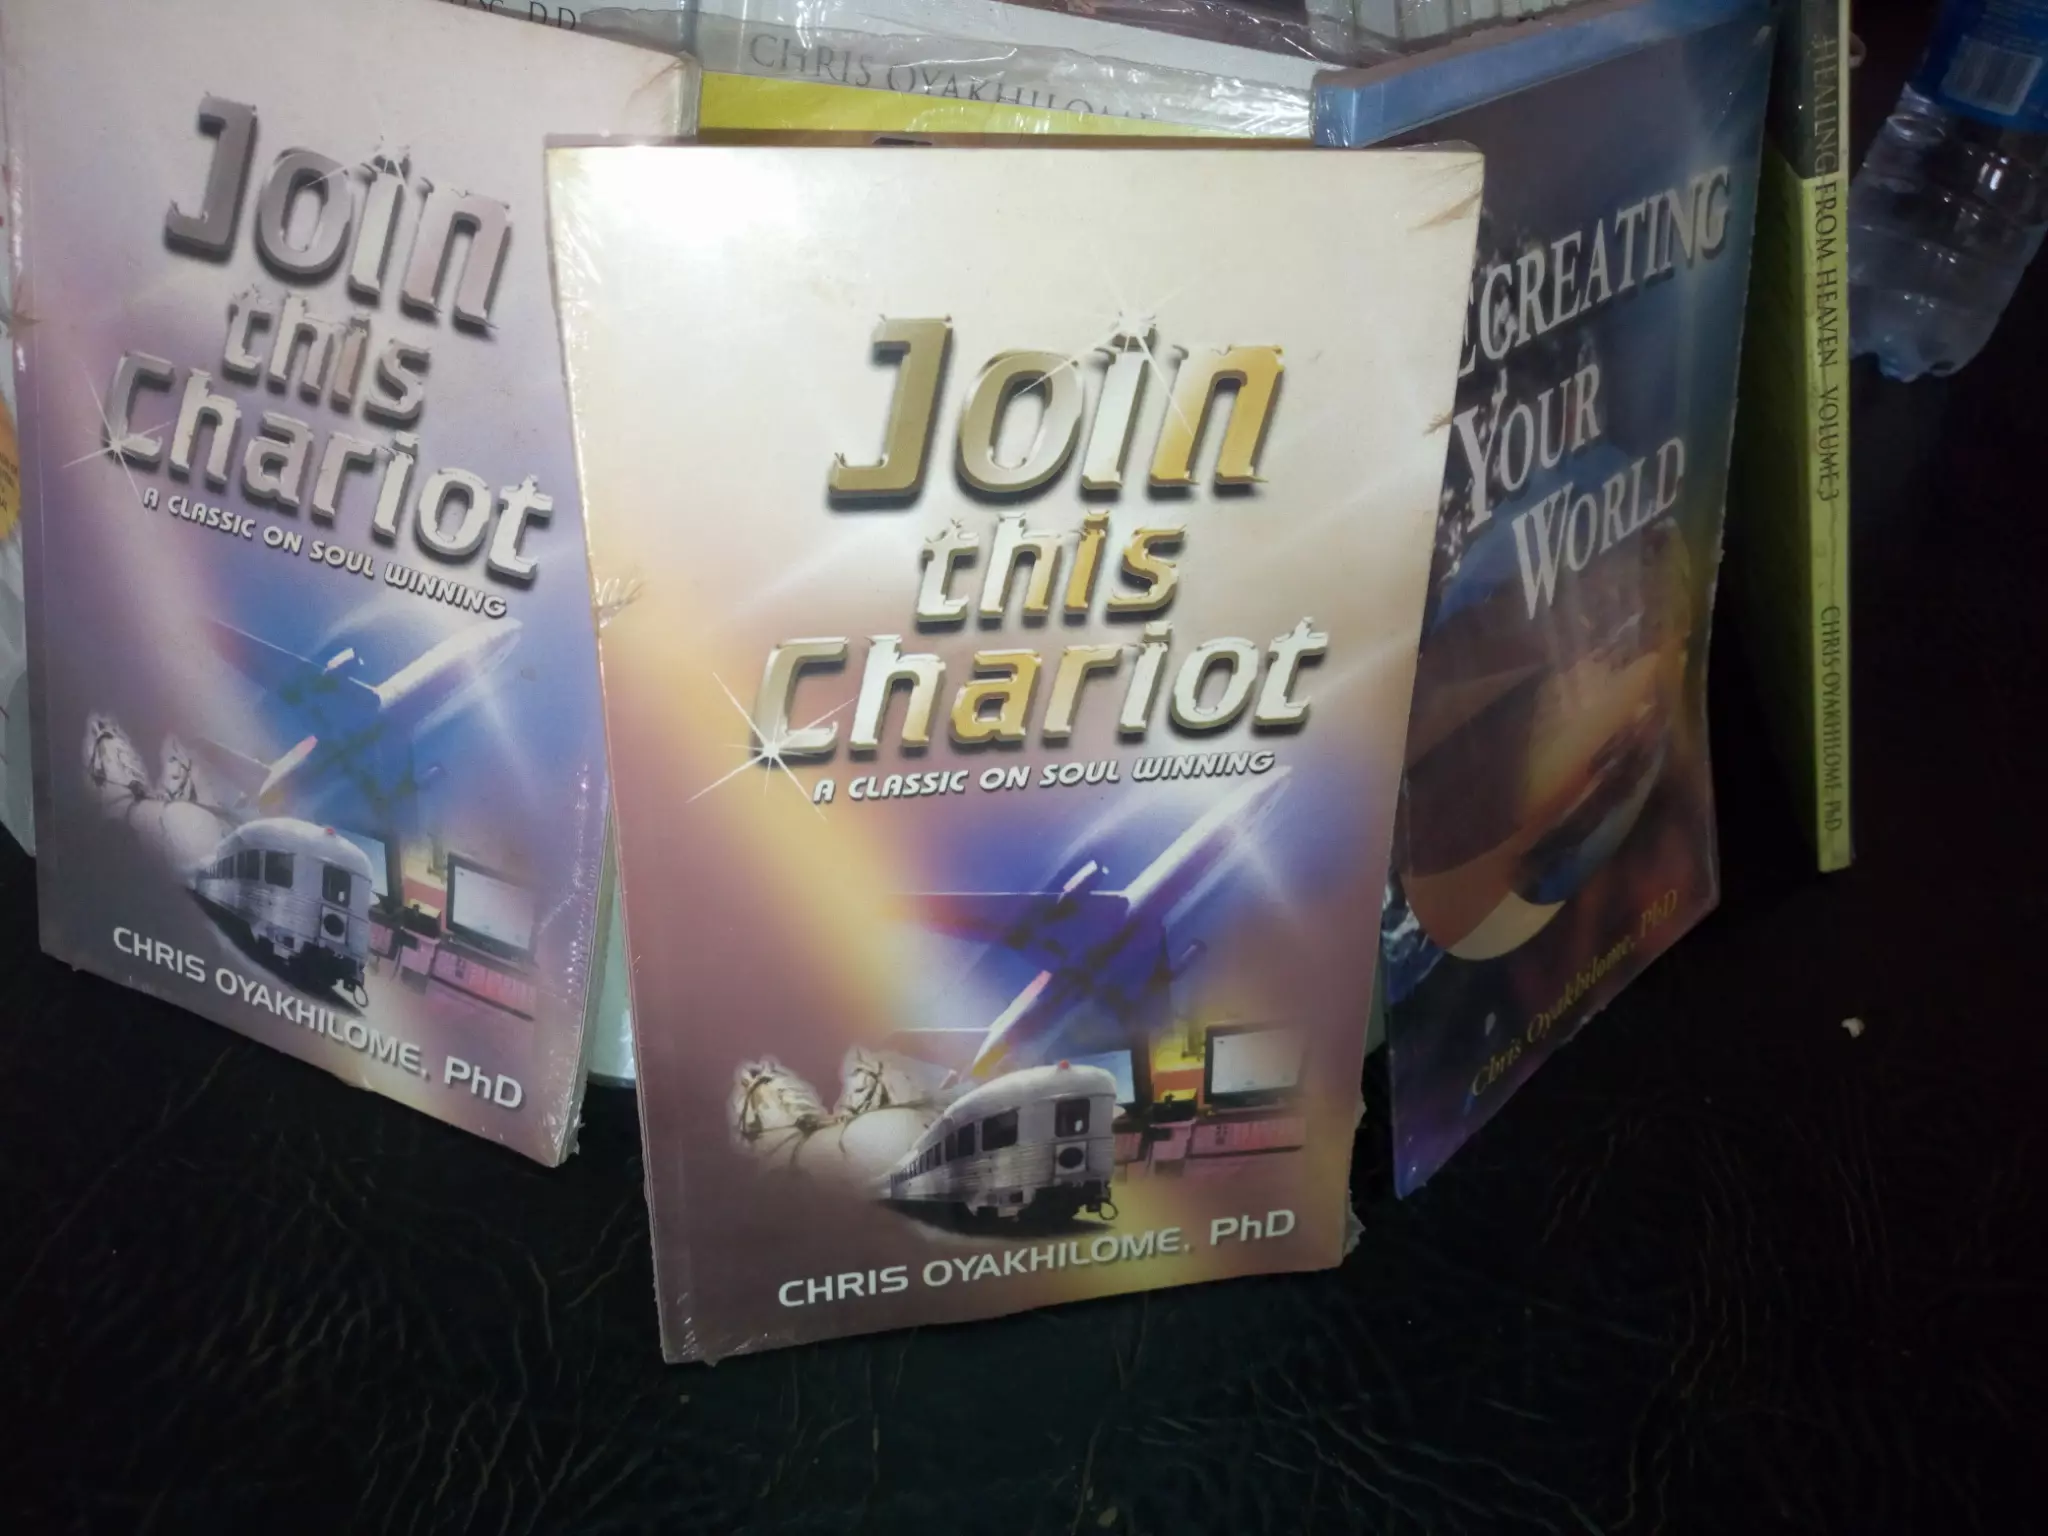 CHRIS OYAKHILOME
Join
this
Chariot
A CLASSIC ON SOUL WINNING
CHRIS OYAKHILOME, PhD
Join
this
Chariot
A CLASSIC ON SOUL WINNING
CHRIS OYAKHILOME, PhD
RECREATING
YOUR
WORLD
Chris Oyakhilome, PhD
HEALING FROM HEAVEN VOLUME 3 CHRIS OYAKHILOME PhD